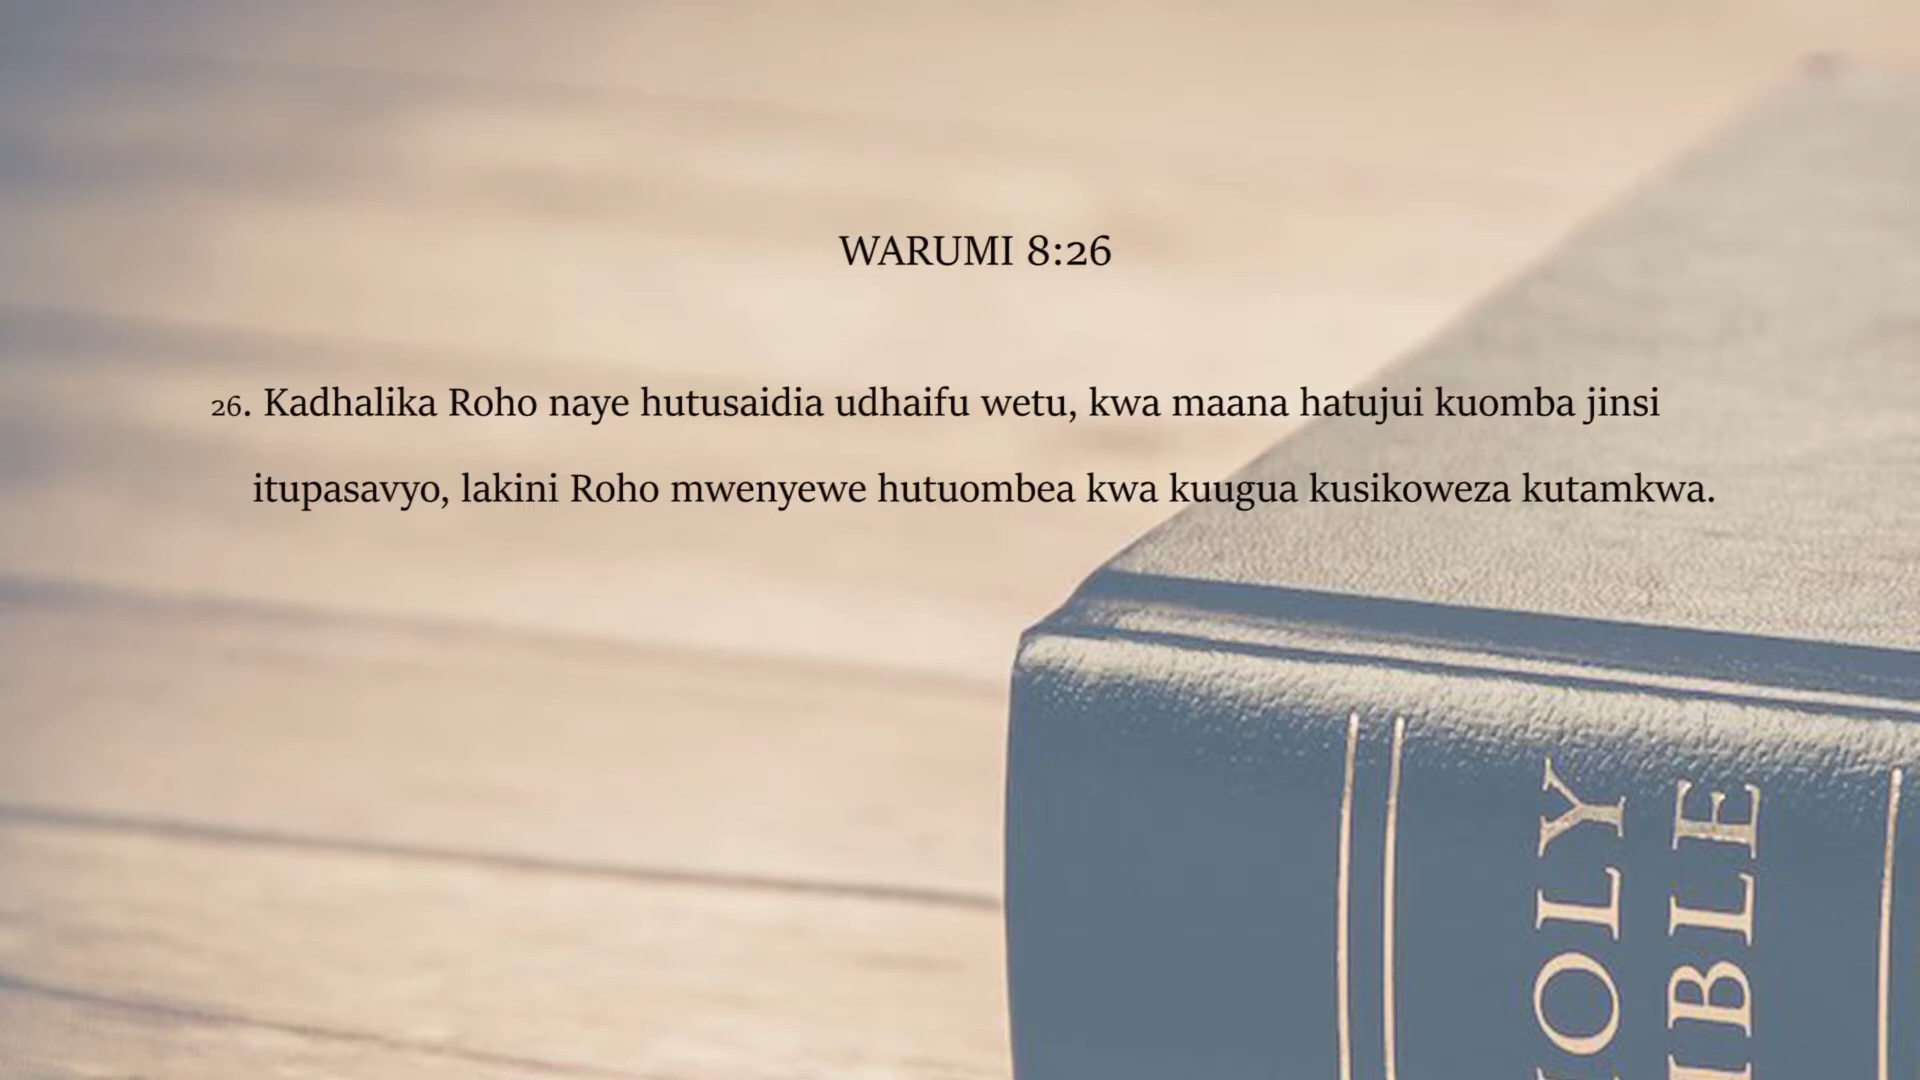 WARUMI 8:26
26. Kadhalika Roho naye hutusaidia udhaifu wetu, kwa maana hatujui kuomba jinsi
itupasavyo, lakini Roho mwenyewe hutuombea kwa kuugua kusikoweza kutamkwa.
OLY
IBLE